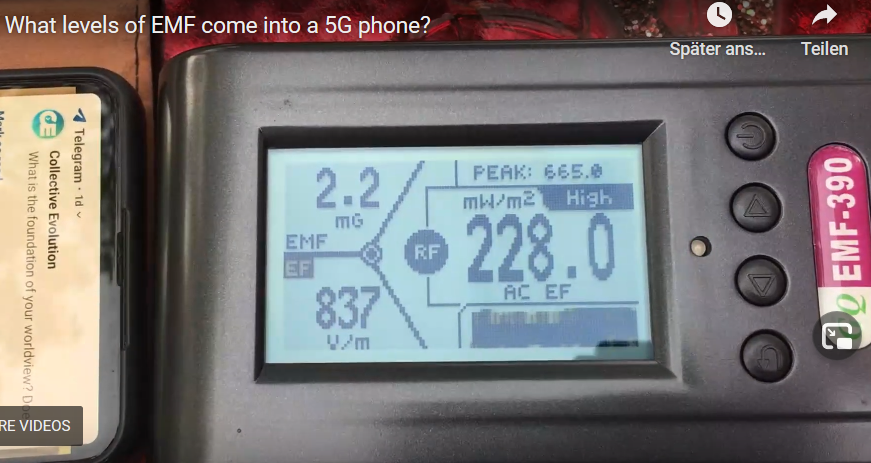 What levels of EMF come into a 5G phone?
Später ans...
Teilen
Telegram · 1d
Collective Evolution
What is the foundation of your worldview? Do
2.2
mG
EMF
EF
837
V/m
PEAK: 665.0
mW/m2
High
RF
228.0
AC EF
EMF-390
RE VIDEOS